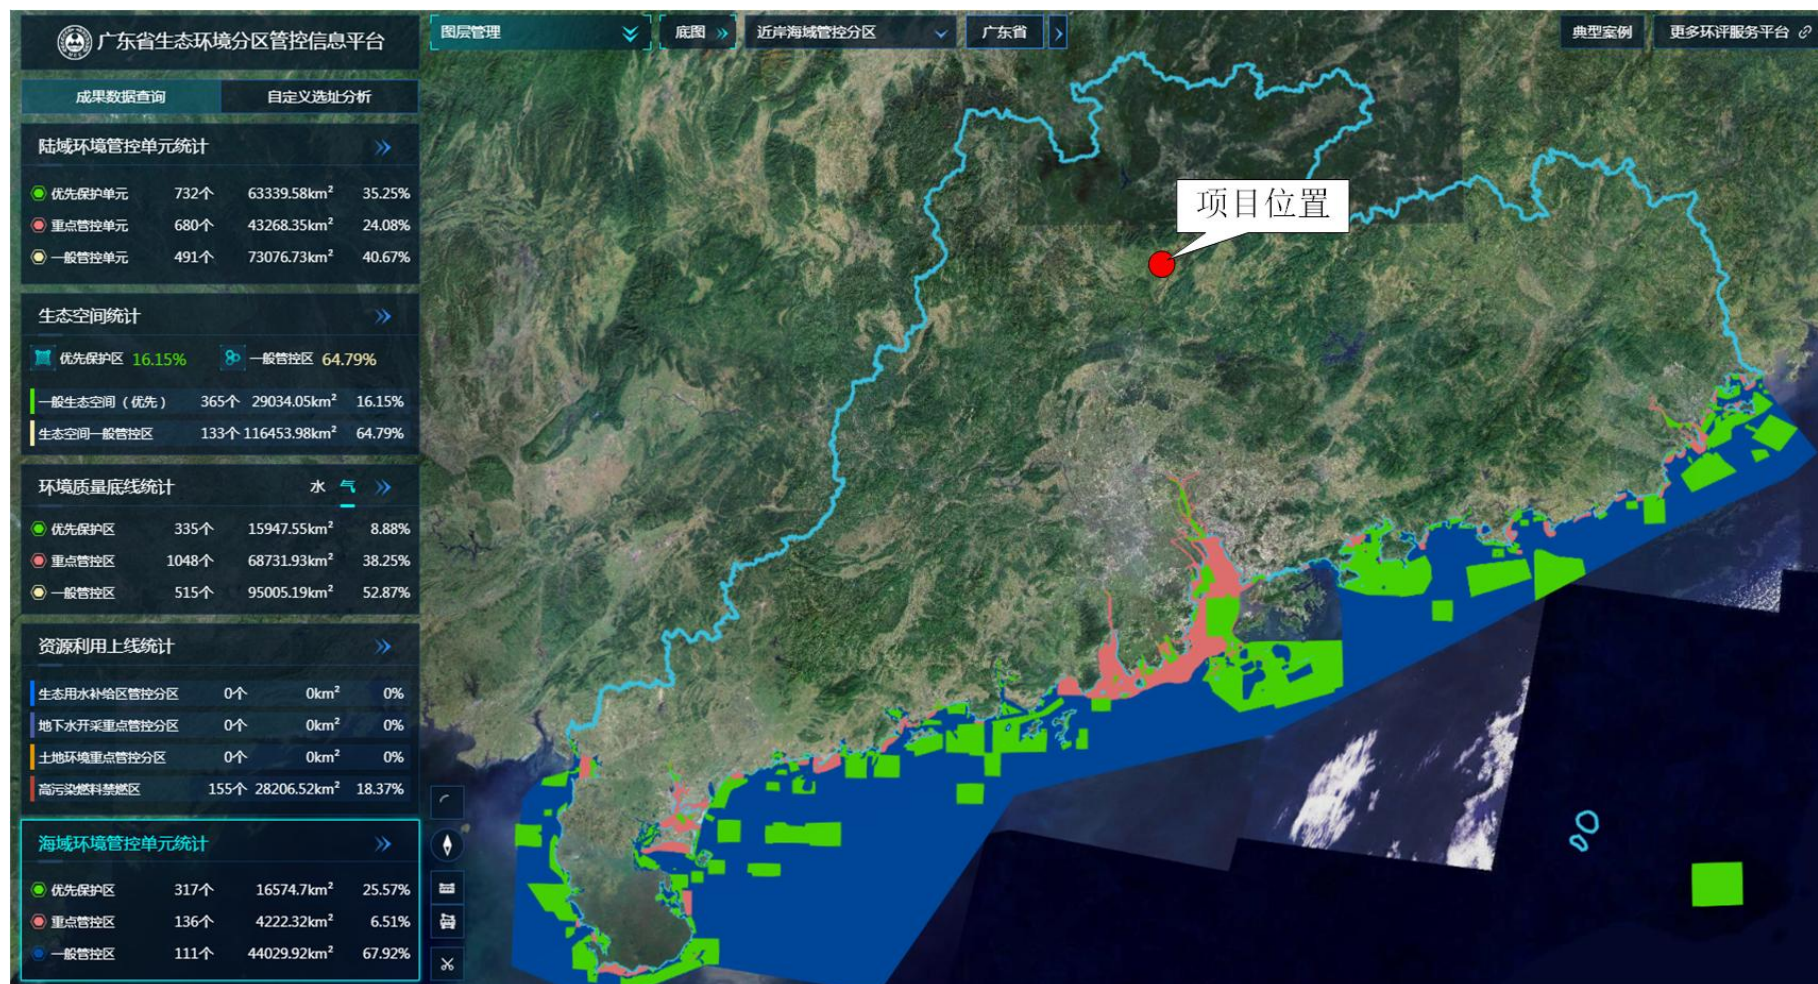 广东省生态环境分区管控信息平台
图层管理
底图
近岸海域管控分区
广东省
典型案例
更多环评服务平台
成果数据查询 自定义选址分析
陆域环境管控单元统计
优先保护单元 732个 63339.58km² 35.25%
重点管控单元 680个 43268.35km² 24.08%
一般管控单元 491个 73076.73km² 40.67%
生态空间统计
优先保护区 16.15% 一般管控区 64.79%
一般生态空间（优先） 365个 29034.05km² 16.15%
生态空间一般管控区 133个 116453.98km² 64.79%
环境质量底线统计 水 气
优先保护区 335个 15947.55km² 8.88%
重点管控区 1048个 68731.93km² 38.25%
一般管控区 515个 95005.19km² 52.87%
资源利用上线统计
生态用水补给区管控分区 0个 0km² 0%
地下水开采重点管控分区 0个 0km² 0%
土地环境重点管控分区 0个 0km² 0%
高污染燃料禁燃区 155个 28206.52km² 18.37%
海域环境管控单元统计
优先保护区 317个 16574.7km² 25.57%
重点管控区 136个 4222.32km² 6.51%
一般管控区 111个 44029.92km² 67.92%
项目位置